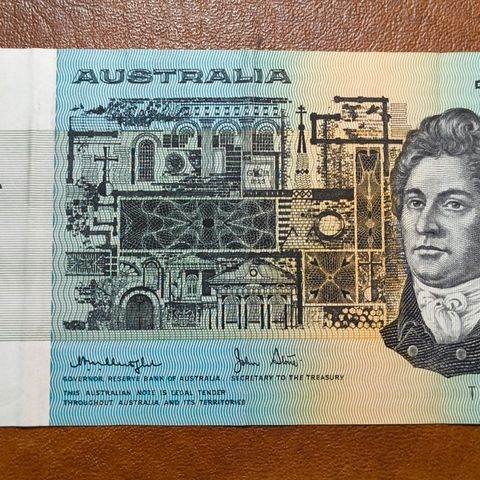 AUSTRALIA
GOVERNOR, RESERVE BANK OF AUSTRALIA. SECRETARY TO THE TREASURY
THIS AUSTRALIAN NOTE IS LEGAL TENDER
THROUGHOUT AUSTRALIA AND ITS TERRITORIES